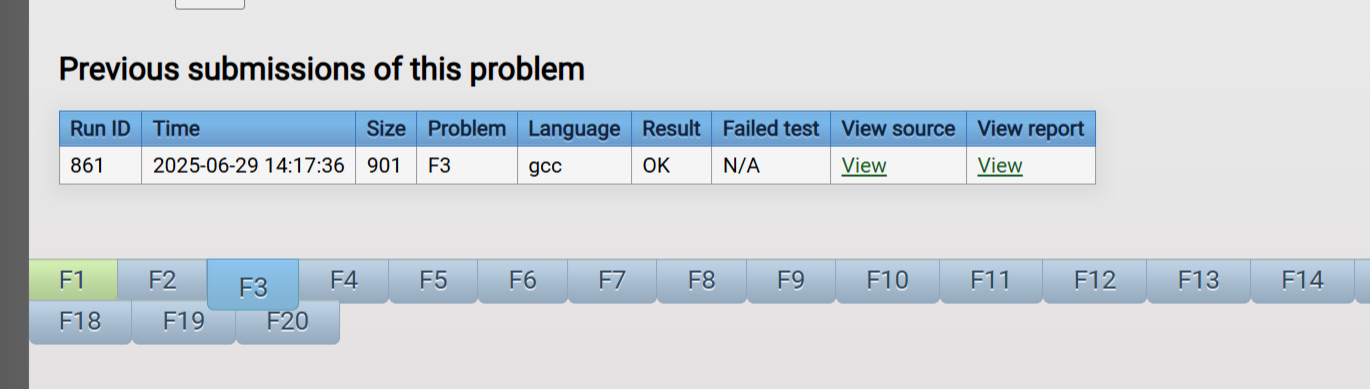 Previous submissions of this problem
Run ID Time Size Problem Language Result Failed test View source View report
861 2025-06-29 14:17:36 901 F3 gcc OK N/A View View
F1 F2 F3 F4 F5 F6 F7 F8 F9 F10 F11 F12 F13 F14
F18 F19 F20